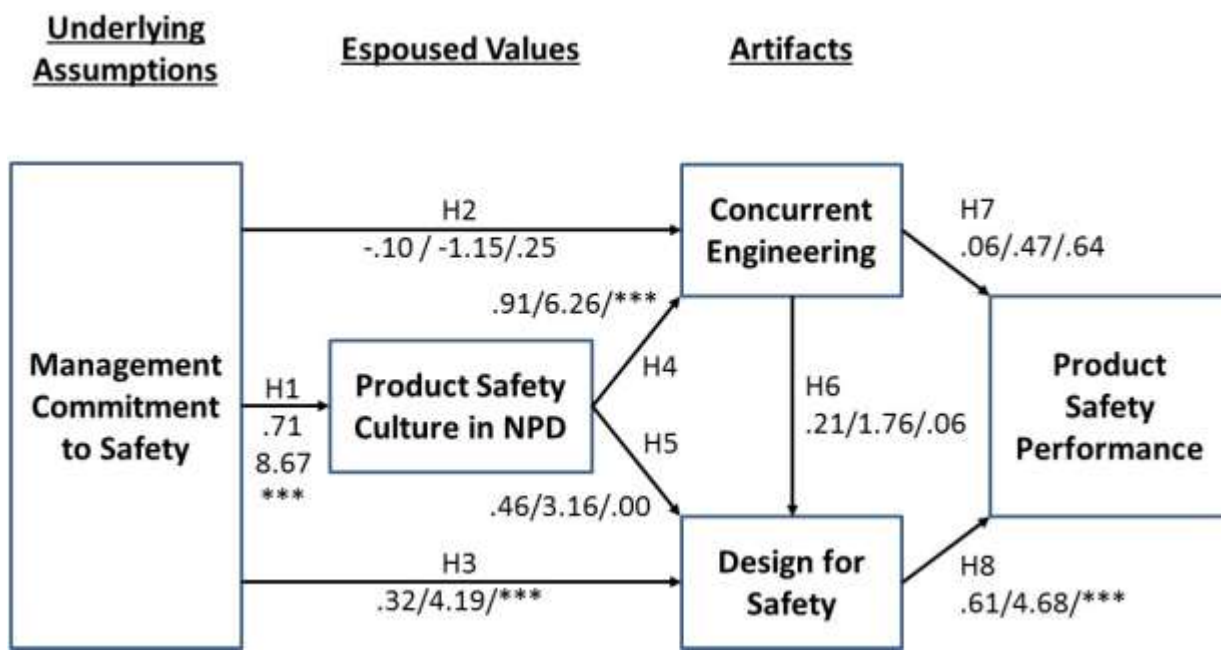 Underlying
Assumptions
Espoused Values
Artifacts
H2
-.10 / -1.15/.25
Concurrent
Engineering
H7
.06/.47/.64
.91/6.26/***
Management
Commitment
to Safety
H1
.71
8.67
***
Product Safety
Culture in NPD
H4
H5
H6
.21/1.76/.06
Product
Safety
Performance
.46/3.16/.00
H3
.32/4.19/***
Design for
Safety
H8
.61/4.68/***